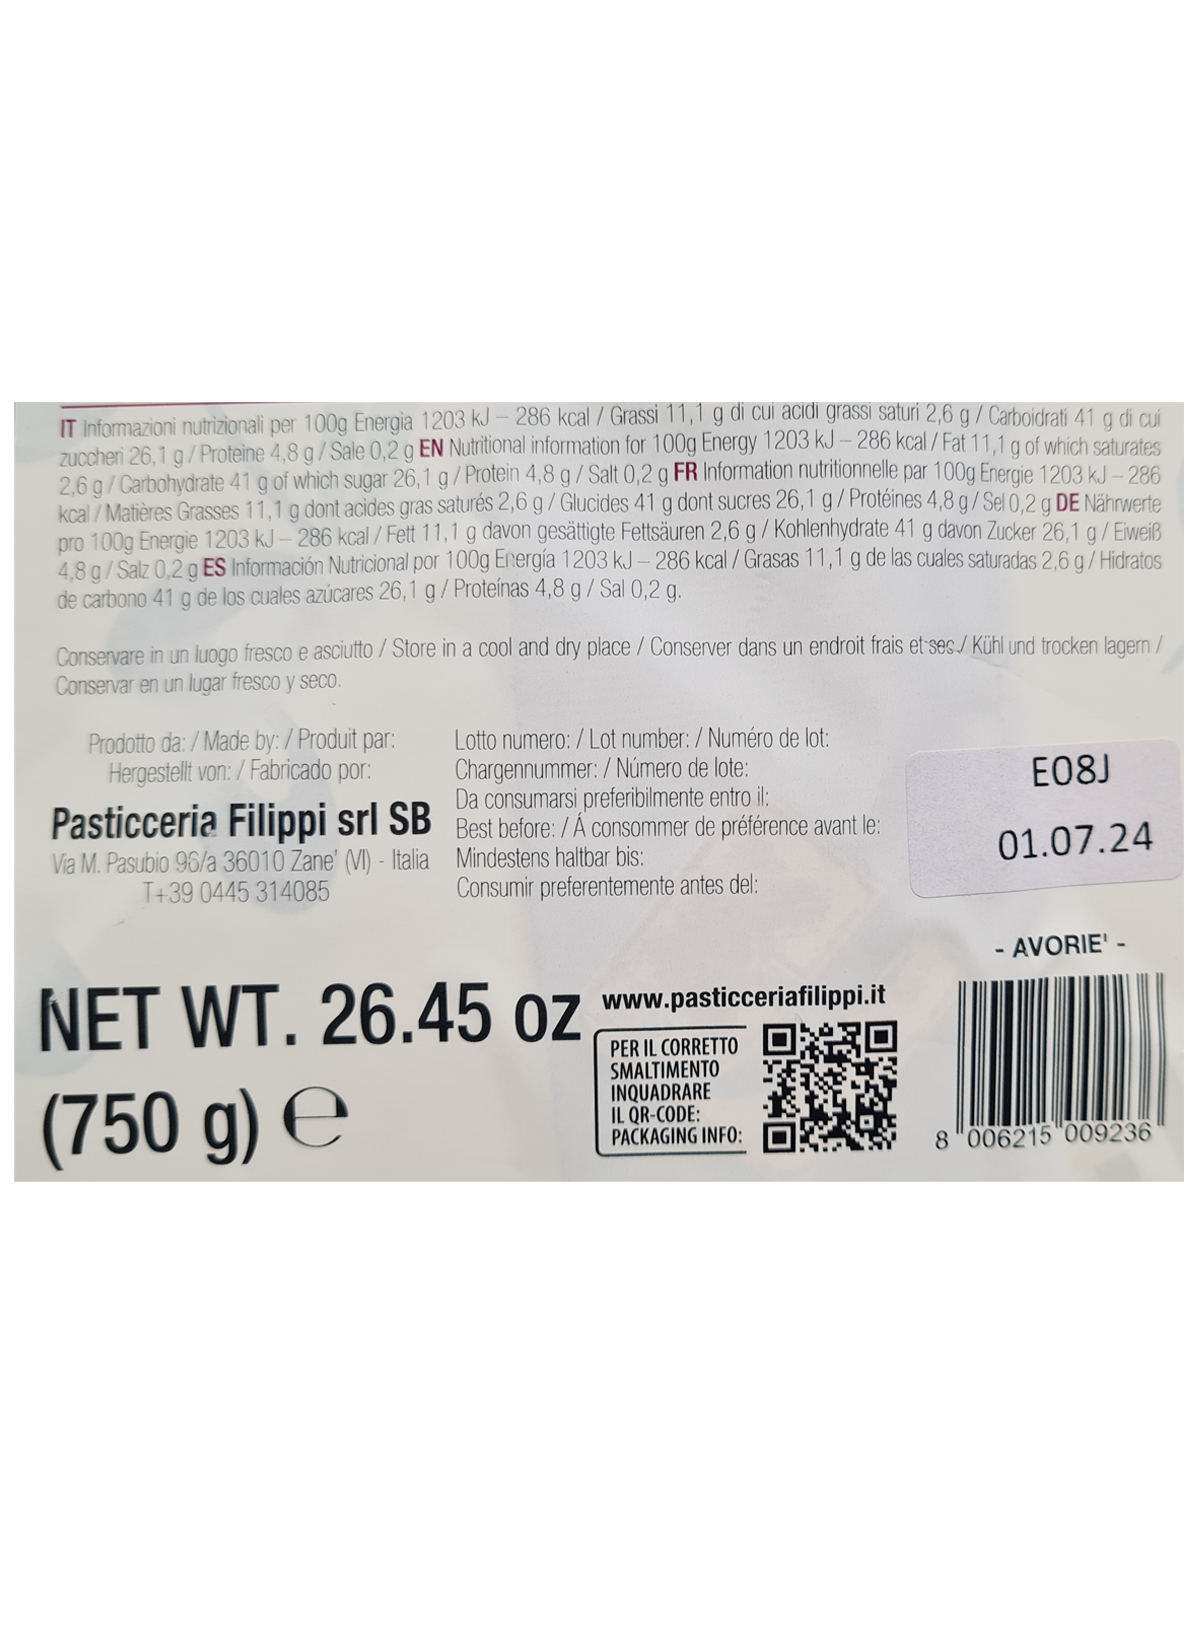 IT Informazioni nutrizionali per 100g Energia 1203 kJ – 286 kcal / Grassi 11,1 g di cui acidi grassi saturi 2,6 g / Carboidrati 41 g di cui
zuccheri 26,1 g / Proteine 4,8 g / Sale 0,2 g EN Nutritional information for 100g Energy 1203 kJ – 286 kcal / Fat 11,1 g of which saturates
2,6 g / Carbohydrate 41 g of which sugar 26,1 g / Protein 4,8 g / Salt 0,2 g FR Information nutritionnelle par 100g Énergie 1203 kJ – 286
kcal / Matières Grasses 11,1 g dont acides gras saturés 2,6 g / Glucides 41 g dont sucres 26,1 g / Protéines 4,8 g / Sel 0,2 g DE Nährwerte
pro 100g Energie 1203 kJ – 286 kcal / Fett 11,1 g davon gesättigte Fettsäuren 2,6 g / Kohlenhydrate 41 g davon Zucker 26,1 g / Eiweiß
4,8 g / Salz 0,2 g ES Información Nutricional por 100g Energía 1203 kJ – 286 kcal / Grasas 11,1 g de las cuales saturadas 2,6 g / Hidratos
de carbono 41 g de los cuales azúcares 26,1 g / Proteínas 4,8 g / Sal 0,2 g.
Conservare in un luogo fresco e asciutto / Store in a cool and dry place / Conserver dans un endroit frais et sec / Kühl und trocken lagern /
Conservar en un lugar fresco y seco.
Prodotto da: / Made by: / Produit par:
Hergestellt von: / Fabricado por:
Pasticceria Filippi srl SB
Via M. Pasubio 96/a 36010 Zane' (VI) - Italia
T+39 0445 314085
Lotto numero: / Lot number: / Numéro de lot:
Chargennummer: / Número de lote:
Da consumarsi preferibilmente entro il:
Best before: / Á consommer de préférence avant le:
Mindestens haltbar bis:
Consumir preferentemente antes del:
E08J
01.07.24
- AVORIE' -
NET WT. 26.45 oz
(750 g) ℮
www.pasticceriafilippi.it
PER IL CORRETTO
SMALTIMENTO
INQUADRARE
IL QR-CODE:
PACKAGING INFO:
8 006215 009236